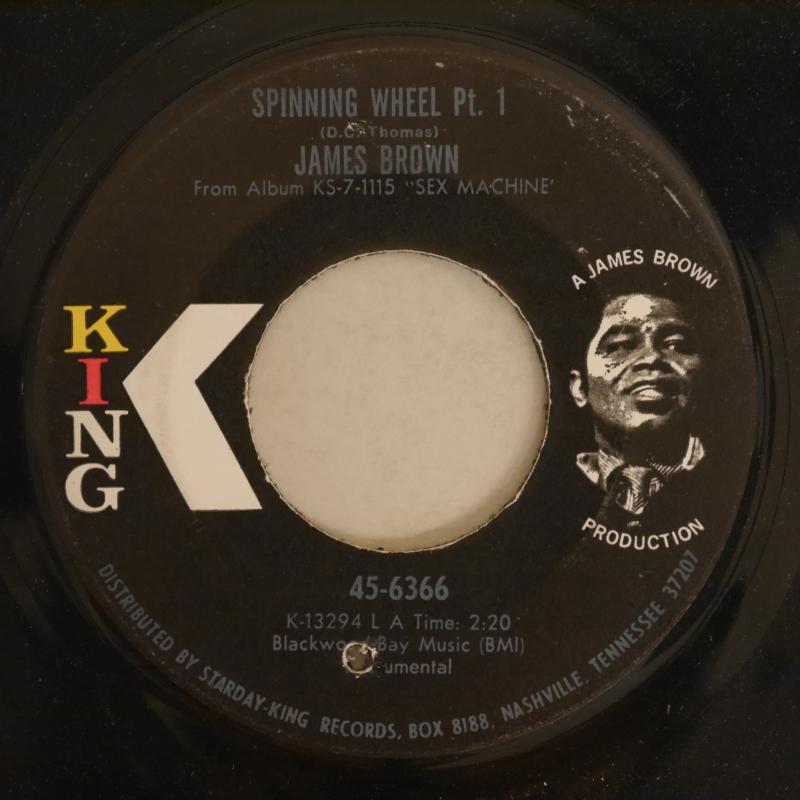 SPINNING WHEEL Pt. 1
(D.C. Thomas)
JAMES BROWN
From Album KS-7-1115 "SEX MACHINE'
KING
A JAMES BROWN
PRODUCTION
45-6366
K-13294 L A Time: 2:20
Bay Music (BMI)
DISTRIBUTED BY STARDAY-KING RECORDS, BOX 8188, NASHVILLE, TENNESSEE 37207